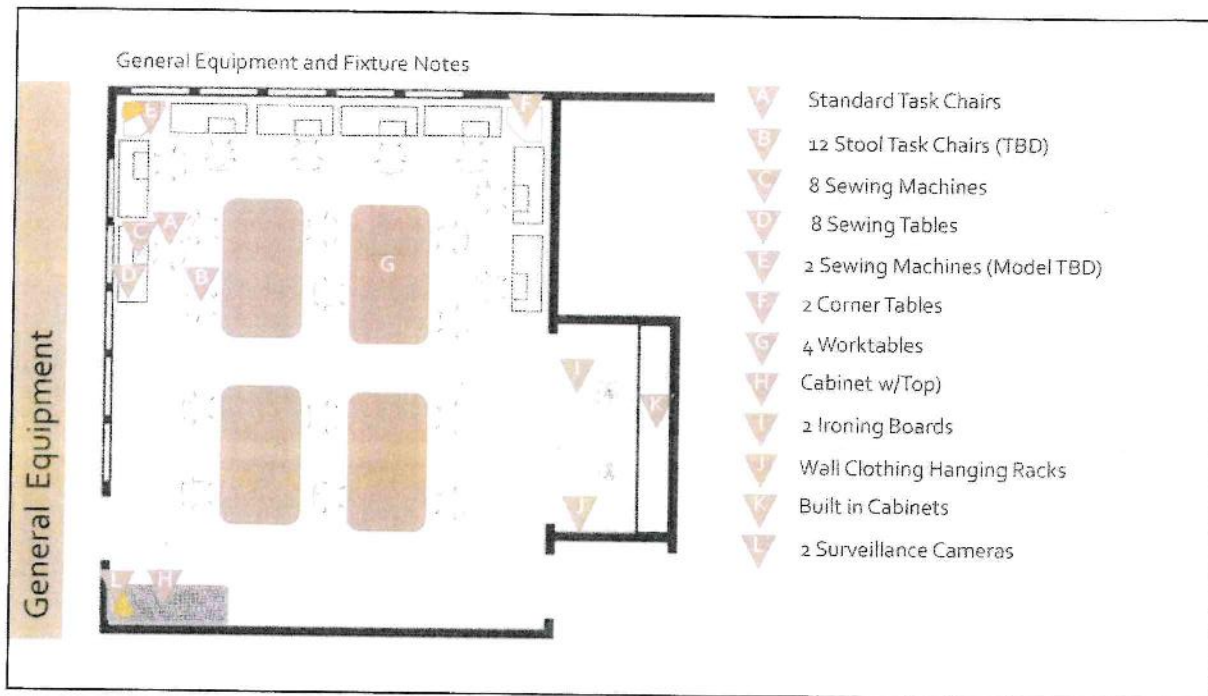 General Equipment and Fixture Notes
General Equipment
E
F
C
A
D
B
G
I
K
J
L
H
A Standard Task Chairs
B 12 Stool Task Chairs (TBD)
C 8 Sewing Machines
D 8 Sewing Tables
E 2 Sewing Machines (Model TBD)
F 2 Corner Tables
G 4 Worktables
H Cabinet w/Top)
I 2 Ironing Boards
J Wall Clothing Hanging Racks
K Built in Cabinets
L 2 Surveillance Cameras